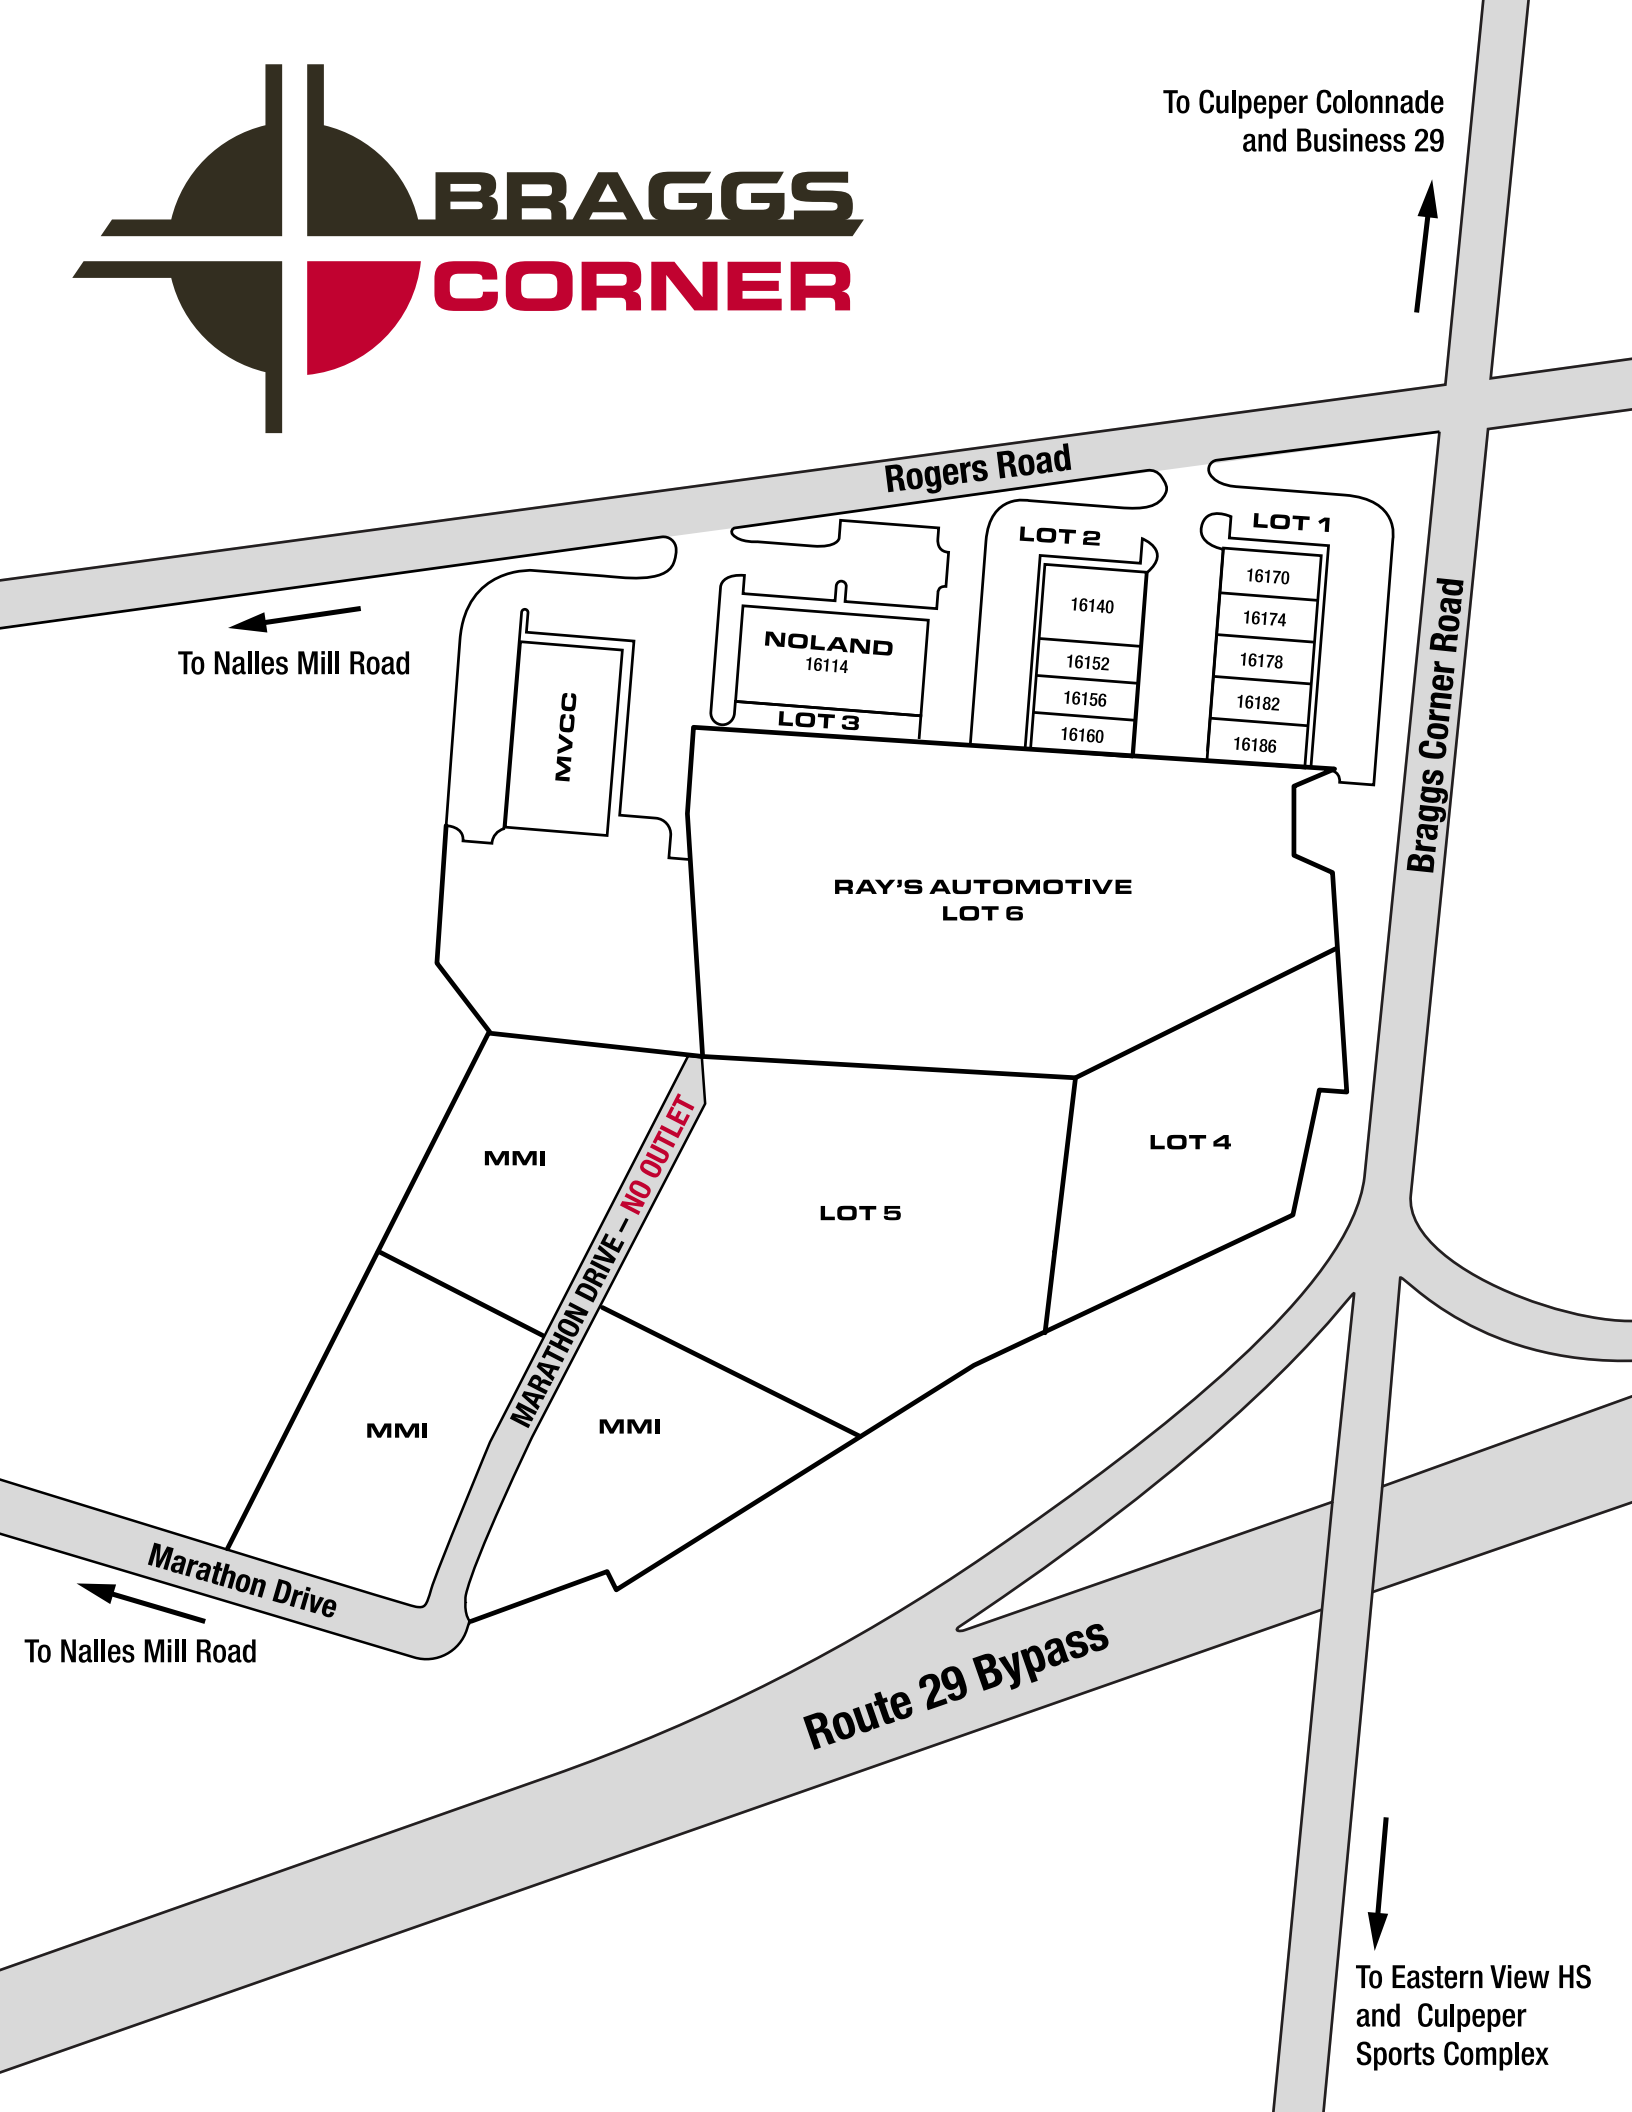 BRAGGS
CORNER
To Culpeper Colonnade
and Business 29
Rogers Road
To Nalles Mill Road
LOT 1
LOT 2
16170
16174
16178
16182
16186
16140
16152
16156
16160
NOLAND
16114
LOT 3
MVCC
Braggs Corner Road
RAY'S AUTOMOTIVE
LOT 6
LOT 4
LOT 5
MMI
MARATHON DRIVE – NO OUTLET
MMI
MMI
Marathon Drive
To Nalles Mill Road
Route 29 Bypass
To Eastern View HS
and Culpeper
Sports Complex